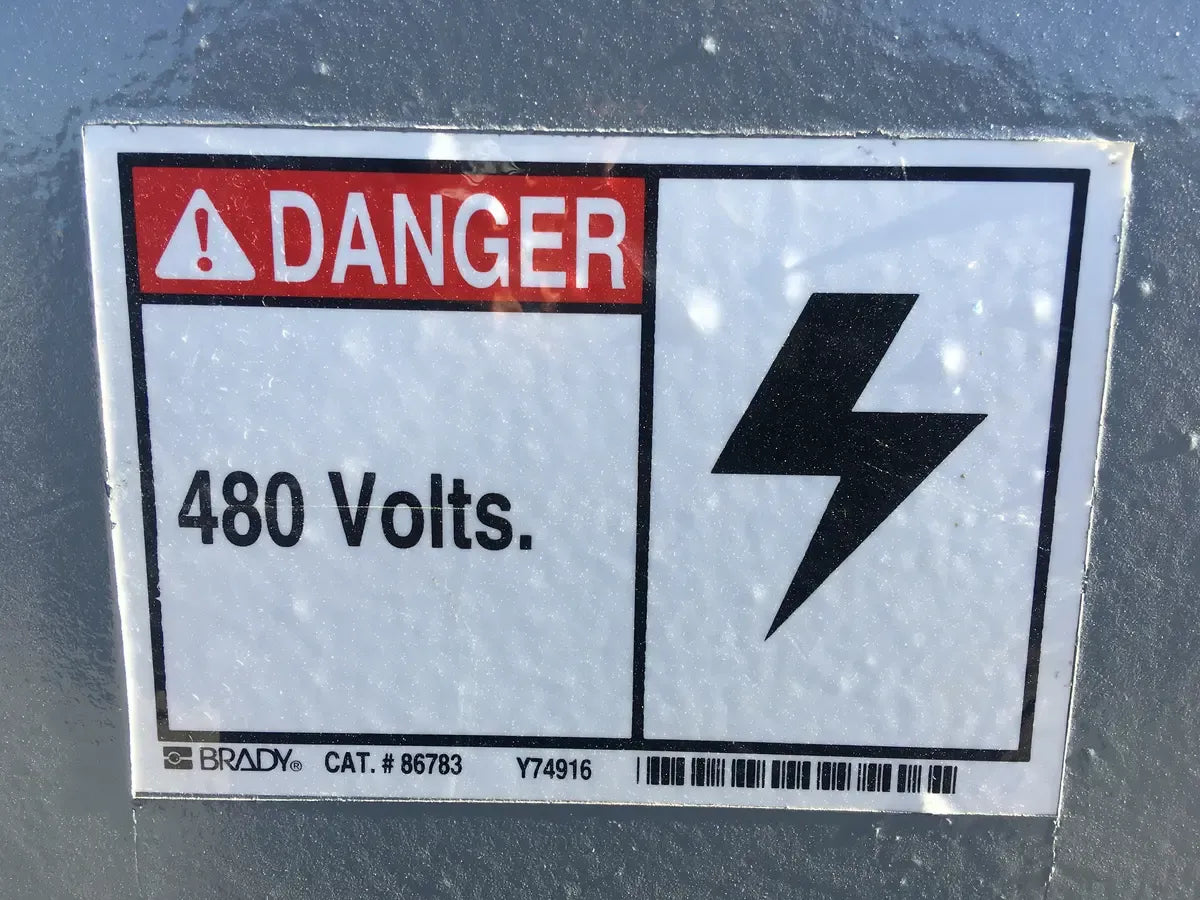 DANGER
480 Volts.
BRADY® CAT. # 86783 Y74916